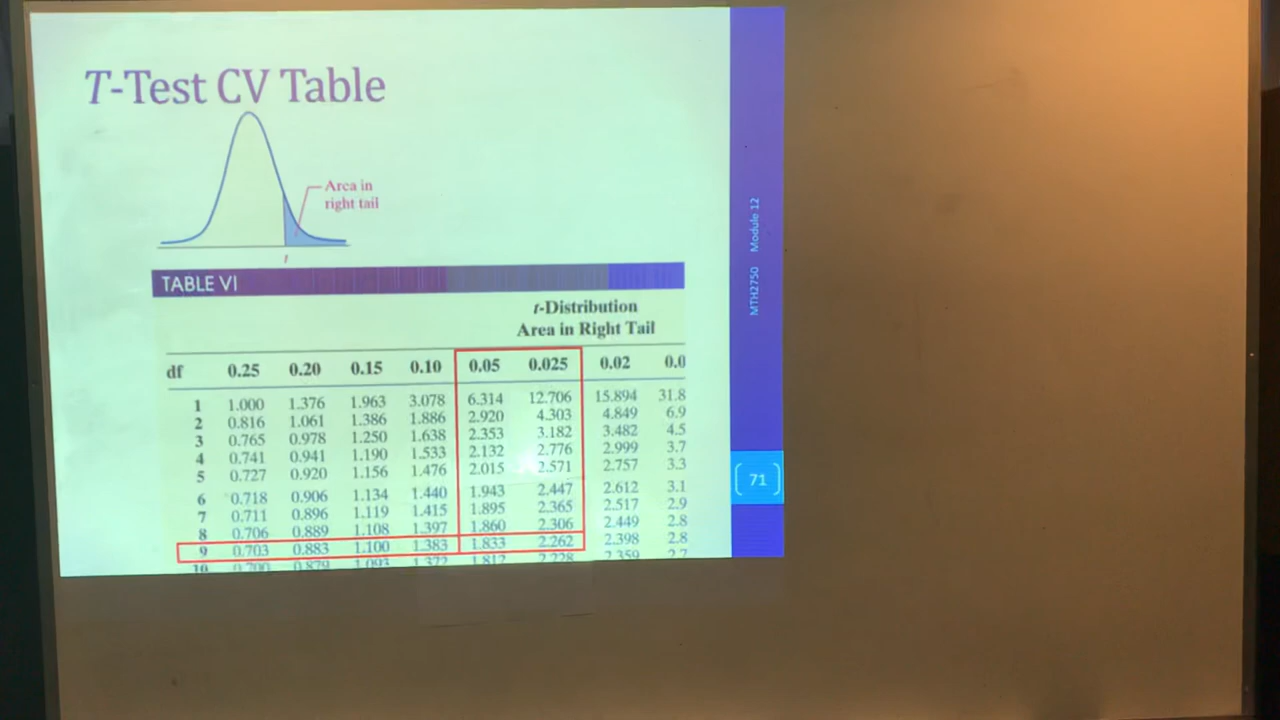 T-Test CV Table
Area in
right tail
t
TABLE VI
t-Distribution
Area in Right Tail
df 0.25 0.20 0.15 0.10 0.05 0.025 0.02 0.0
1 1.000 1.376 1.963 3.078 6.314 12.706 15.894 31.8
2 0.816 1.061 1.386 1.886 2.920 4.303 4.849 6.9
3 0.765 0.978 1.250 1.638 2.353 3.182 3.482 4.5
4 0.741 0.941 1.190 1.533 2.132 2.776 2.999 3.7
5 0.727 0.920 1.156 1.476 2.015 2.571 2.757 3.3
6 0.718 0.906 1.134 1.440 1.943 2.447 2.612 3.1
7 0.711 0.896 1.119 1.415 1.895 2.365 2.517 2.9
8 0.706 0.889 1.108 1.397 1.860 2.306 2.449 2.8
9 0.703 0.883 1.100 1.383 1.833 2.262 2.398 2.8
10 0.700 0.879 1.093 1.372 1.812 2.228 2.359 2.7
MTH2750 Module 12
71